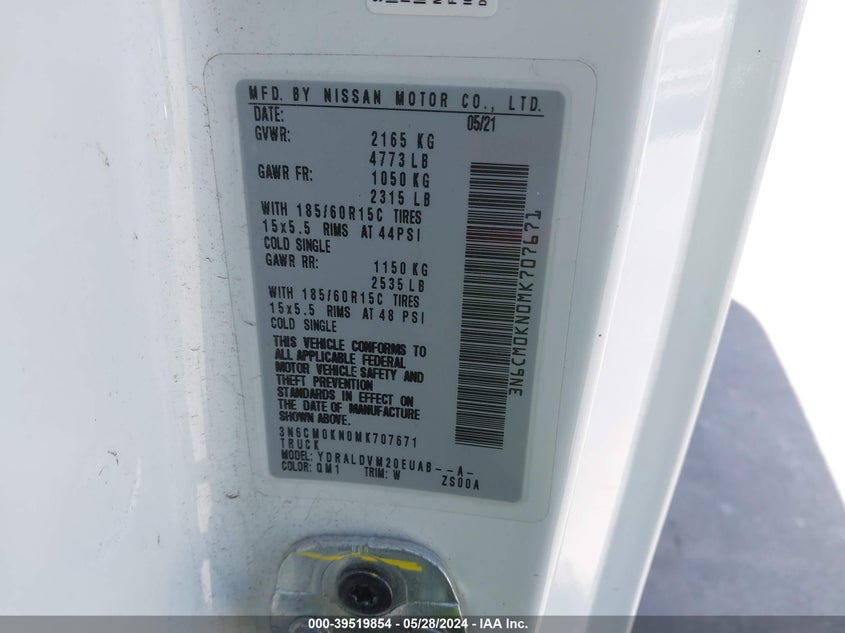 MFD. BY NISSAN MOTOR CO., LTD.
DATE: 05/21
GVWR: 2165 KG
4773 LB
GAWR FR: 1050 KG
2315 LB
WITH 185/60R15C TIRES
15x5.5 RIMS AT 44PSI
COLD SINGLE
GAWR RR: 1150 KG
2535 LB
WITH 185/60R15C TIRES
15x5.5 RIMS AT 48 PSI
COLD SINGLE
THIS VEHICLE CONFORMS TO
ALL APPLICABLE FEDERAL
MOTOR VEHICLE SAFETY AND
THEFT PREVENTION
STANDARDS IN EFFECT ON
THE DATE OF MANUFACTURE
SHOWN ABOVE.
3N6CM0KN0MK707671
TRUCK
MODEL: YDRALDVM20EUAB--A-
COLOR: QM1 TRIM: W ZS00A
3N6CM0KN0MK707671
000-39519854 - 05/28/2024 - IAA Inc.